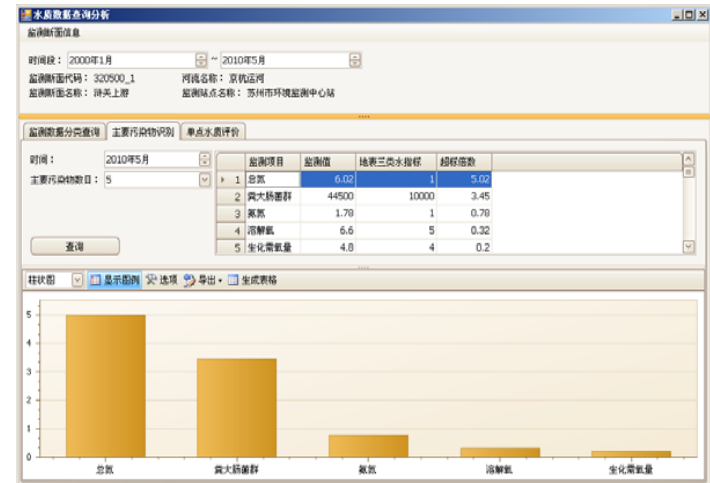 水质数据查询分析
监测断面信息
时间段： 2000年1月 ~ 2010年5月
监测断面代码： 320500_1 河流名称： 京杭运河
监测断面名称： 浒关上游 监测站点名称： 苏州市环境监测中心站
监测数据分类查询 主要污染物识别 单点水质评价
时间： 2010年5月
主要污染物数目： 5
查询
监测项目 监测值 地表三类水指标 超标倍数
1 总氮 6.02 1 5.02
2 粪大肠菌群 44500 10000 3.45
3 氨氮 1.78 1 0.78
4 溶解氧 6.6 5 0.32
5 生化需氧量 4.8 4 0.2
柱状图 显示图例 选项 导出 生成表格
5
4
3
2
1
0
总氮 粪大肠菌群 氨氮 溶解氧 生化需氧量